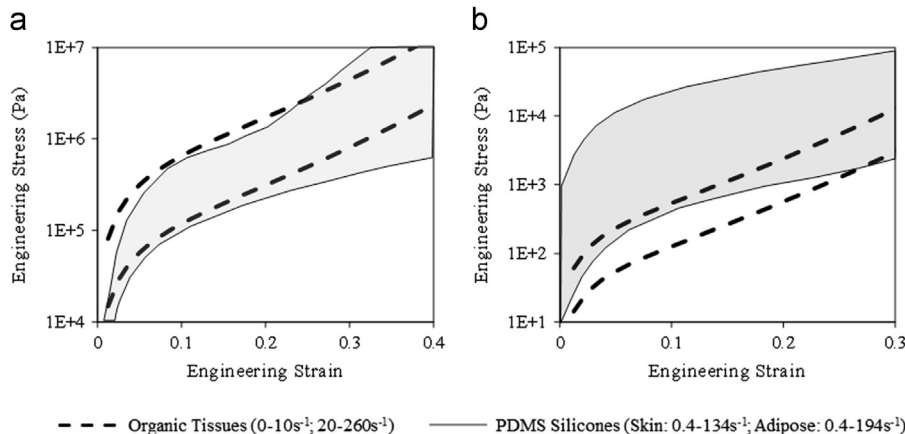 a
Engineering Stress (Pa)
1E+7
1E+6
1E+5
1E+4
0 0.1 0.2 0.3 0.4
Engineering Strain
b
Engineering Stress (Pa)
1E+5
1E+4
1E+3
1E+2
1E+1
0 0.1 0.2 0.3
Engineering Strain
Organic Tissues (0-10s⁻¹; 20-260s⁻¹)
PDMS Silicones (Skin: 0.4-134s⁻¹; Adipose: 0.4-194s⁻¹)